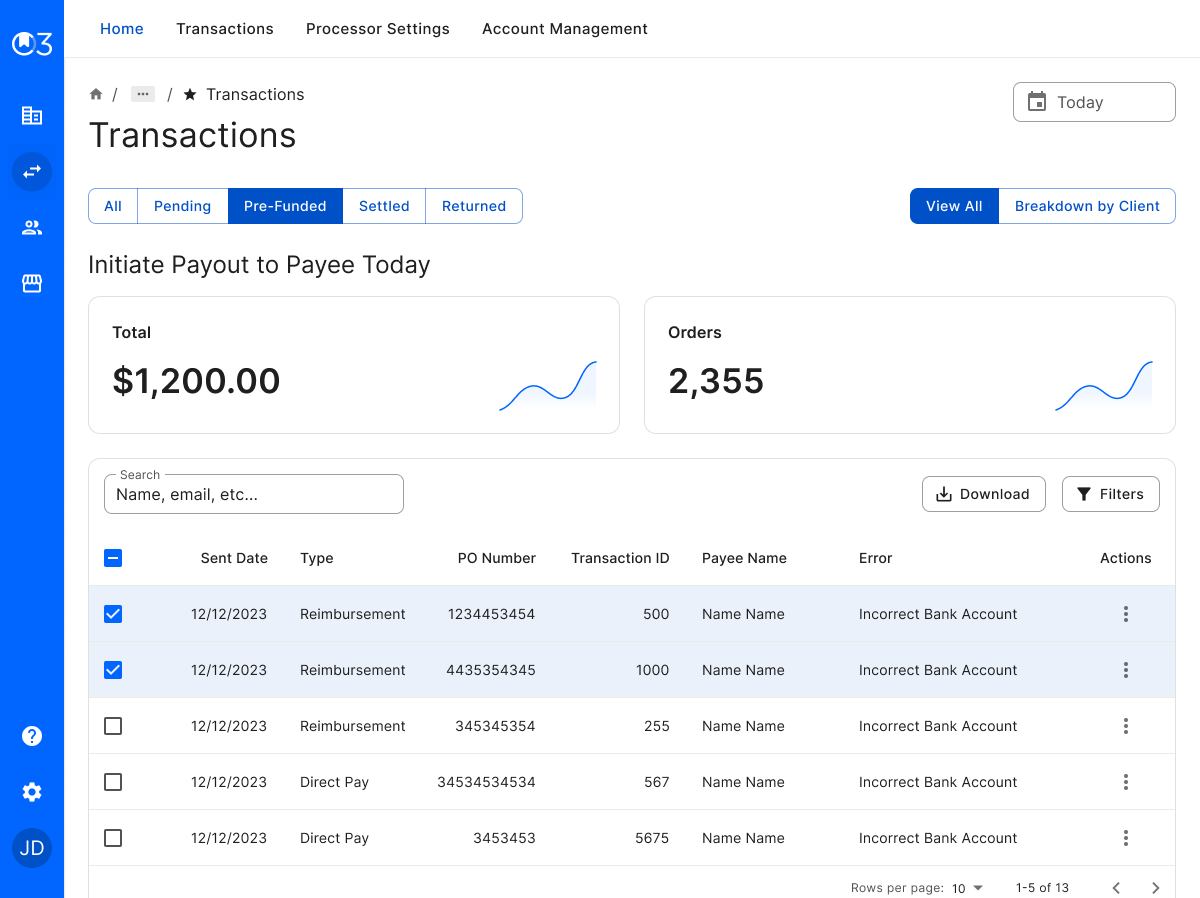 Home Transactions Processor Settings Account Management
/ ... / Transactions
Today
Transactions
All Pending Pre-Funded Settled Returned
View All Breakdown by Client
Initiate Payout to Payee Today
Total
$1,200.00
Orders
2,355
Search
Name, email, etc...
Download Filters
Sent Date Type PO Number Transaction ID Payee Name Error Actions
12/12/2023 Reimbursement 1234453454 500 Name Name Incorrect Bank Account
12/12/2023 Reimbursement 4435354345 1000 Name Name Incorrect Bank Account
12/12/2023 Reimbursement 345345354 255 Name Name Incorrect Bank Account
12/12/2023 Direct Pay 34534534534 567 Name Name Incorrect Bank Account
12/12/2023 Direct Pay 3453453 5675 Name Name Incorrect Bank Account
Rows per page: 10 1-5 of 13
JD